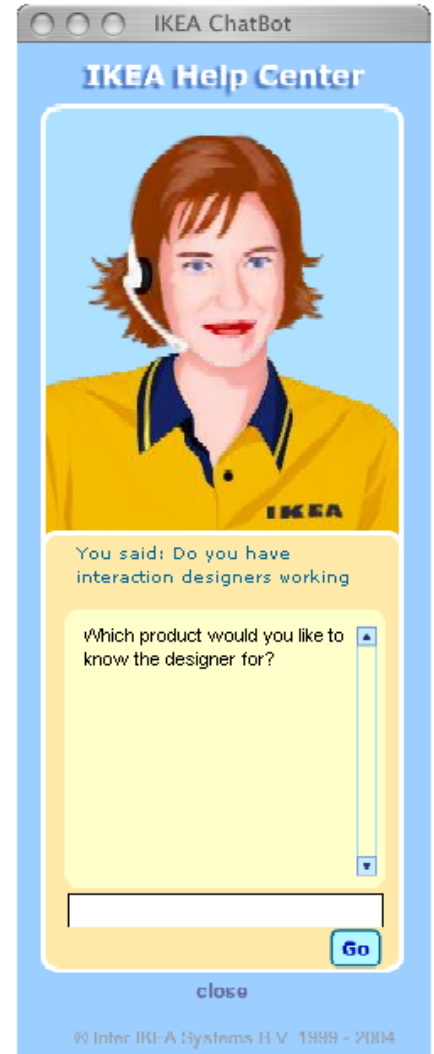 IKEA ChatBot
IKEA Help Center
IKEA
You said: Do you have
interaction designers working
Which product would you like to
know the designer for?
Go
close
© Inter IKEA Systems B.V. 1999 - 2004